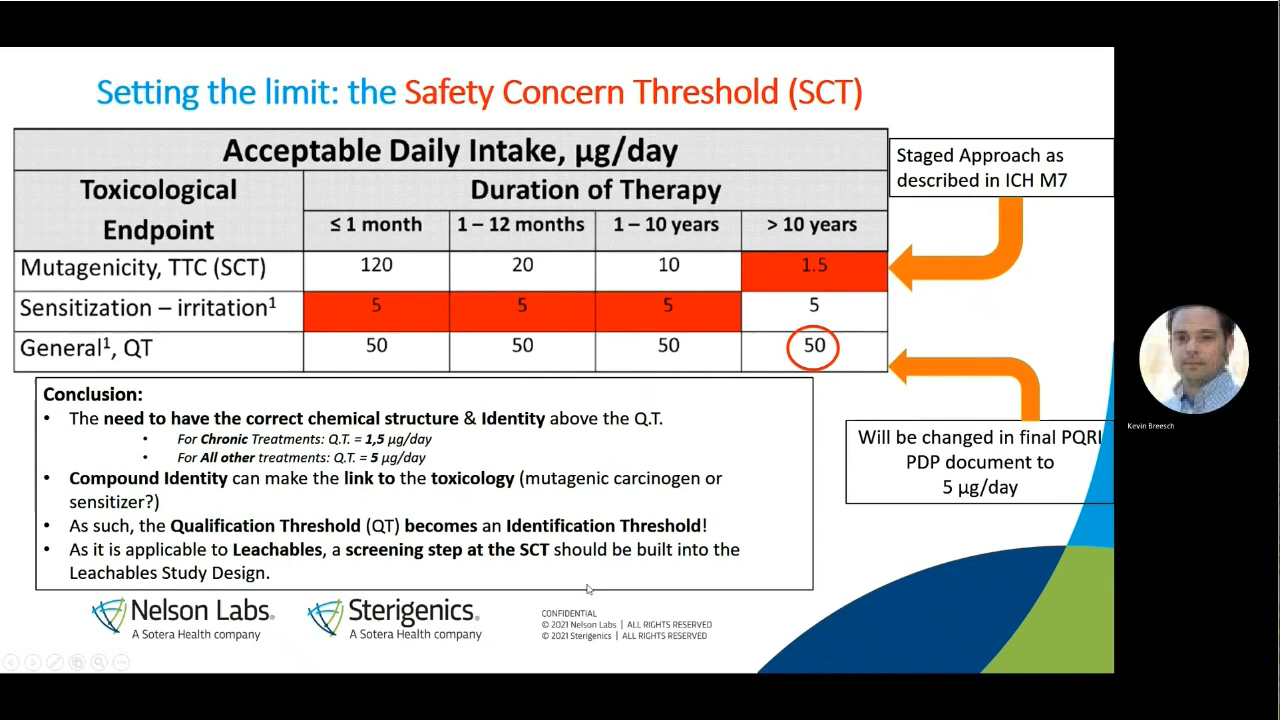 Setting the limit: the Safety Concern Threshold (SCT)
Acceptable Daily Intake, µg/day
Toxicological
Endpoint
Duration of Therapy
≤ 1 month
1 – 12 months
1 – 10 years
> 10 years
Mutagenicity, TTC (SCT)
120
20
10
1.5
Sensitization – irritation¹
5
5
5
5
General¹, QT
50
50
50
50
Staged Approach as
described in ICH M7
Will be changed in final PQRI
PDP document to
5 µg/day
Conclusion:
• The need to have the correct chemical structure & Identity above the Q.T.
• For Chronic Treatments: Q.T. = 1,5 µg/day
• For All other treatments: Q.T. = 5 µg/day
• Compound Identity can make the link to the toxicology (mutagenic carcinogen or
sensitizer?)
• As such, the Qualification Threshold (QT) becomes an Identification Threshold!
• As it is applicable to Leachables, a screening step at the SCT should be built into the
Leachables Study Design.
Nelson Labs®
A Sotera Health company
Sterigenics®
A Sotera Health company
CONFIDENTIAL
© 2021 Nelson Labs | ALL RIGHTS RESERVED
© 2021 Sterigenics | ALL RIGHTS RESERVED
Kevin Breesch